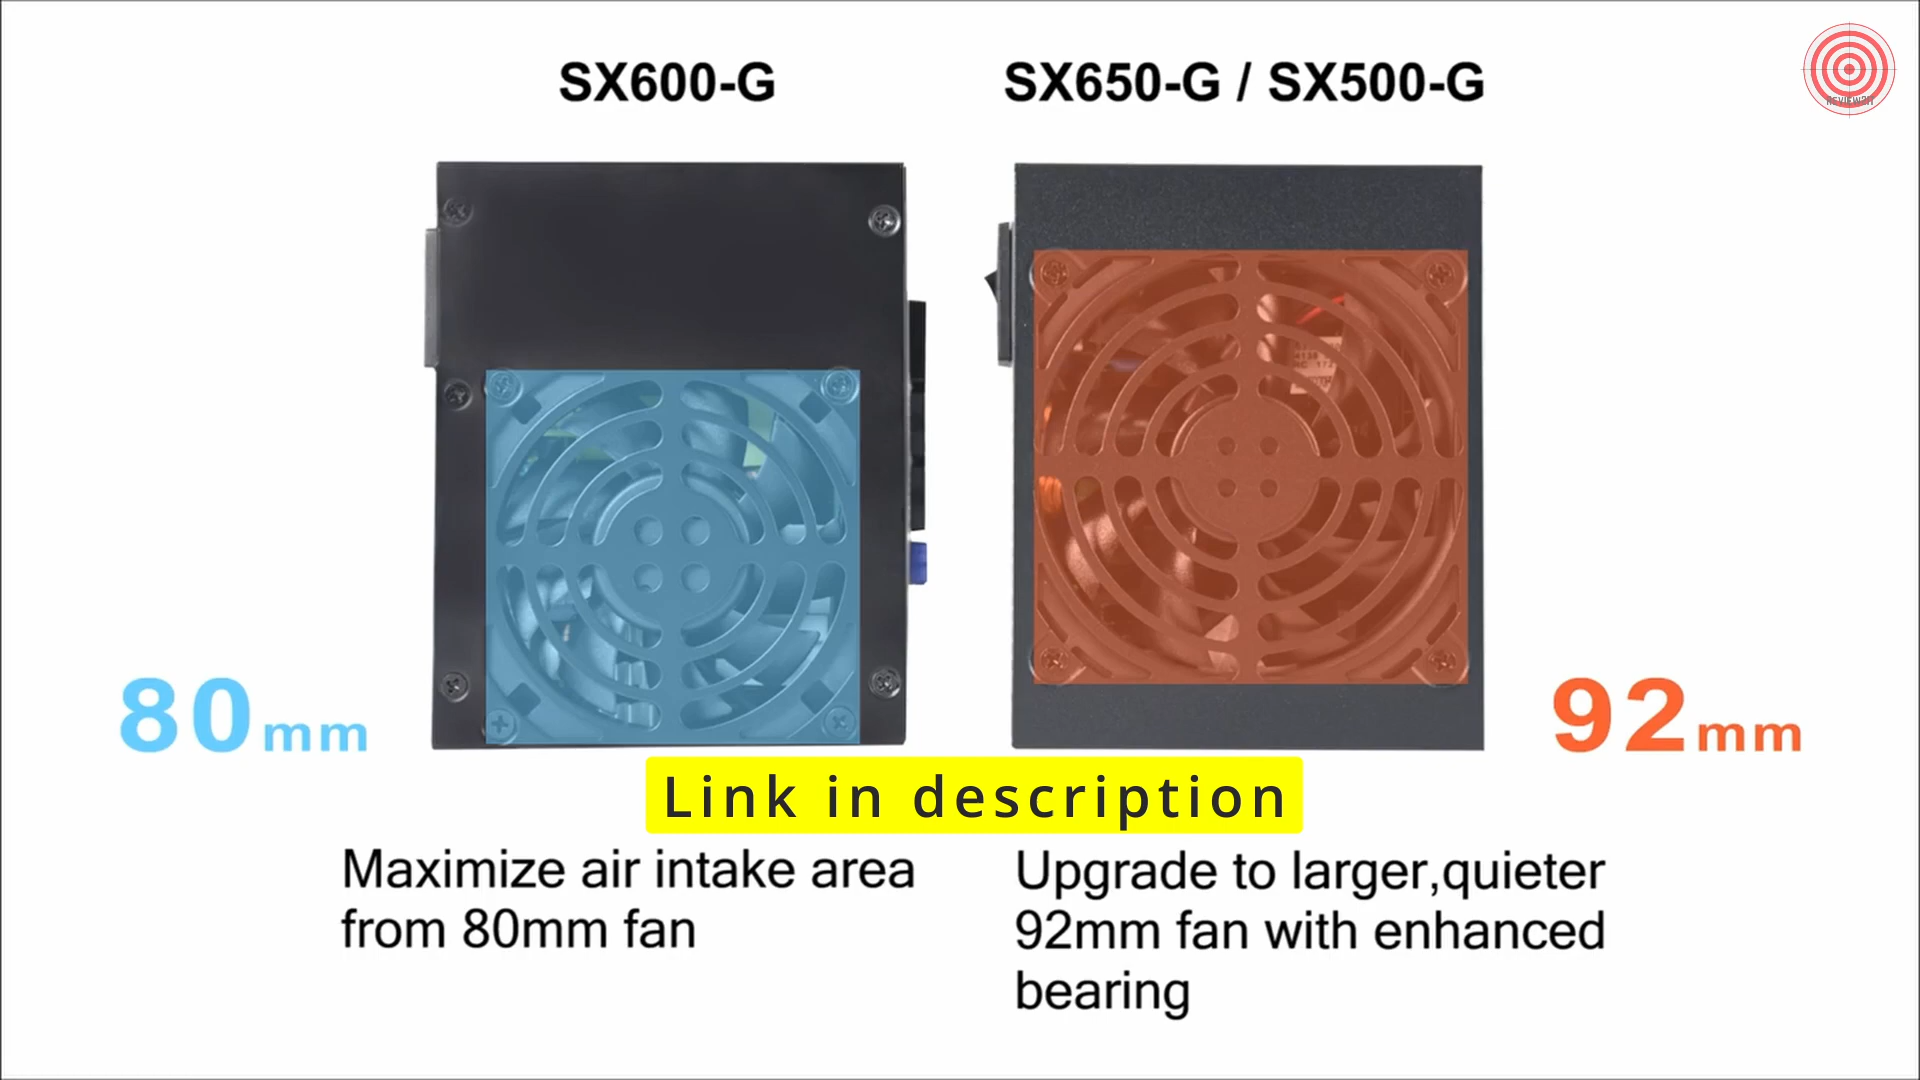 SX600-G
SX650-G / SX500-G
80mm
92mm
Link in description
Maximize air intake area
from 80mm fan
Upgrade to larger,quieter
92mm fan with enhanced
bearing